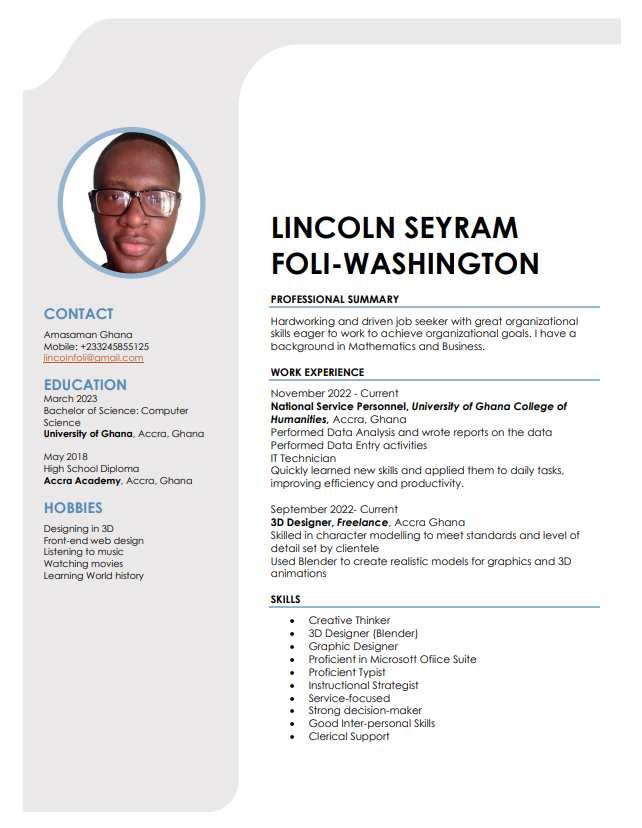 LINCOLN SEYRAM
FOLI-WASHINGTON
CONTACT
Amasaman Ghana
Mobile: +233245855125
lincolnfoli@gmail.com
EDUCATION
March 2023
Bachelor of Science: Computer
Science
University of Ghana, Accra, Ghana
May 2018
High School Diploma
Accra Academy, Accra, Ghana
HOBBIES
Designing in 3D
Front-end web design
Listening to music
Watching movies
Learning World history
PROFESSIONAL SUMMARY
Hardworking and driven job seeker with great organizational
skills eager to work to achieve organizational goals. I have a
background in Mathematics and Business.
WORK EXPERIENCE
November 2022 - Current
National Service Personnel, University of Ghana College of
Humanities, Accra, Ghana
Performed Data Analysis and wrote reports on the data
Performed Data Entry activities
IT Technician
Quickly learned new skills and applied them to daily tasks,
improving efficiency and productivity.
September 2022- Current
3D Designer, Freelance, Accra Ghana
Skilled in character modelling to meet standards and level of
detail set by clientele
Used Blender to create realistic models for graphics and 3D
animations
SKILLS
• Creative Thinker
• 3D Designer (Blender)
• Graphic Designer
• Proficient in Microsott Ofiice Suite
• Proficient Typist
• Instructional Strategist
• Service-focused
• Strong decision-maker
• Good Inter-personal Skills
• Clerical Support